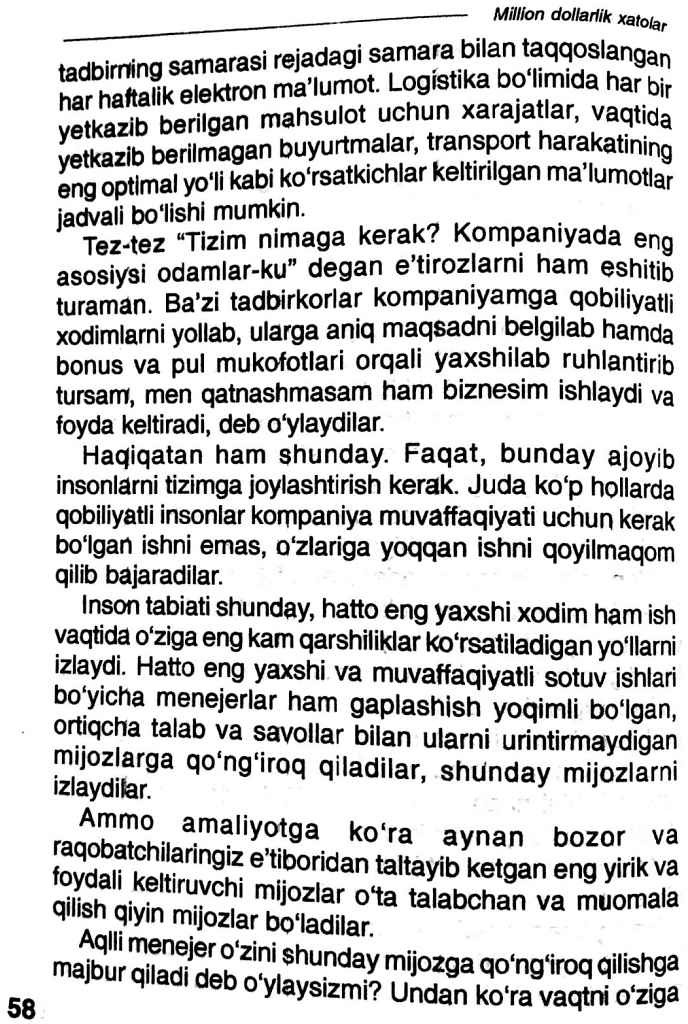 Million dollarlik xatolar
tadbirning samarasi rejadagi samara bilan taqqoslangan
har haftalik elektron ma'lumot. Logistika bo'limida har bir
yetkazib berilgan mahsulot uchun xarajatlar, vaqtida
yetkazib berilmagan buyurtmalar, transport harakatining
eng optimal yo'li kabi ko'rsatkichlar keltirilgan ma'lumotlar
jadvali bo'lishi mumkin.
Tez-tez “Tizim nimaga kerak? Kompaniyada eng
asosiysi odamlar-ku” degan e'tirozlarni ham eshitib
turaman. Ba'zi tadbirkorlar kompaniyamga qobiliyatli
xodimlarni yollab, ularga aniq maqsadni belgilab hamda
bonus va pul mukofotlari orqali yaxshilab ruhlantirib
tursam, men qatnashmasam ham biznesim ishlaydi va
foyda keltiradi, deb o'ylaydilar.
Haqiqatan ham shunday. Faqat, bunday ajoyib
insonlarni tizimga joylashtirish kerak. Juda ko'p hollarda
qobiliyatli insonlar kompaniya muvaffaqiyati uchun kerak
bo'lgan ishni emas, o'zlariga yoqqan ishni qoyilmaqom
qilib bajaradilar.
Inson tabiati shunday, hatto eng yaxshi xodim ham ish
vaqtida o'ziga eng kam qarshiliklar ko'rsatiladigan yo'llarni
izlaydi. Hatto eng yaxshi va muvaffaqiyatli sotuv ishlari
bo'yicha menejerlar ham gaplashish yoqimli bo'lgan,
ortiqcha talab va savollar bilan ularni urintirmaydigan
mijozlarga qo'ng'iroq qiladilar, shunday mijozlarni
izlaydilar.
Ammo amaliyotga ko'ra aynan bozor va
raqobatchilaringiz e'tiboridan taltayib ketgan eng yirik va
foydali keltiruvchi mijozlar o'ta talabchan va muomala
qilish qiyin mijozlar bo'ladilar.
Aqlli menejer o'zini shunday mijozga qo'ng'iroq qilishga
majbur qiladi deb o'ylaysizmi? Undan ko'ra vaqtni o'ziga
58